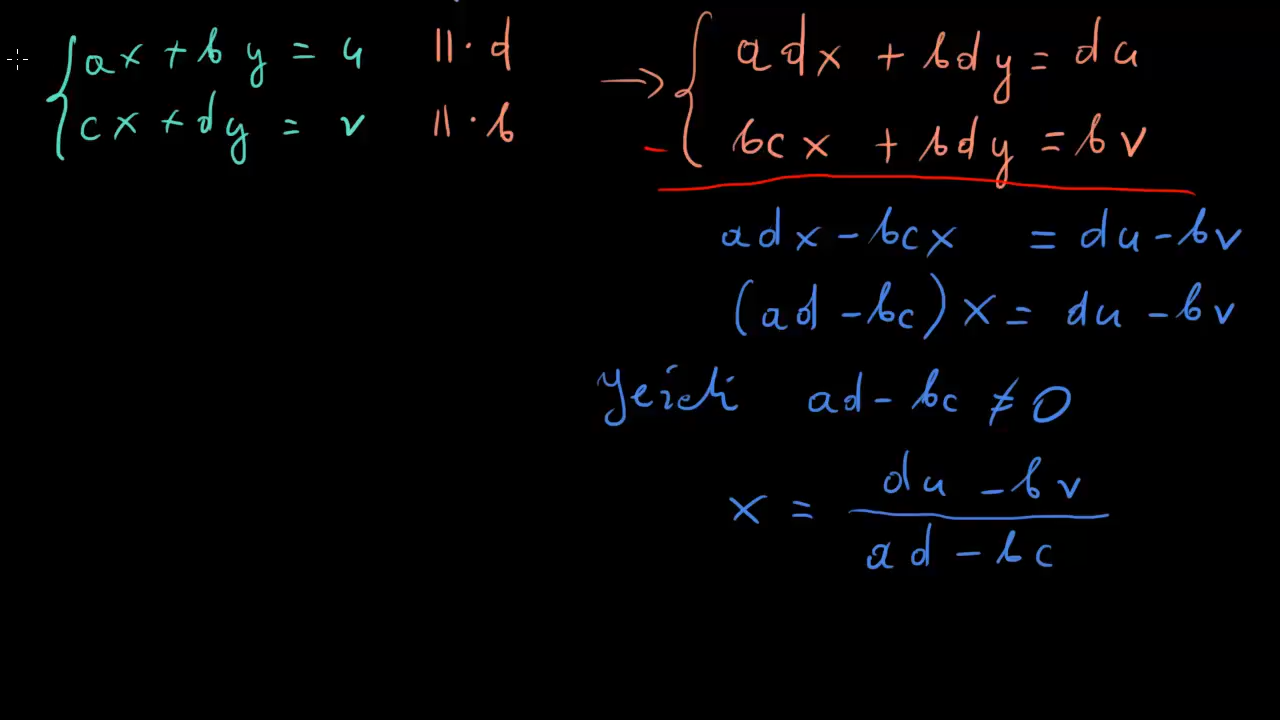 ax + by = u || · d
cx + dy = v || · b
→ { adx + bdy = du
− { bcx + bdy = bv
adx − bcx = du − bv
(ad − bc) x = du − bv
ad − bc ≠ 0
x = (du − bv) / (ad − bc)